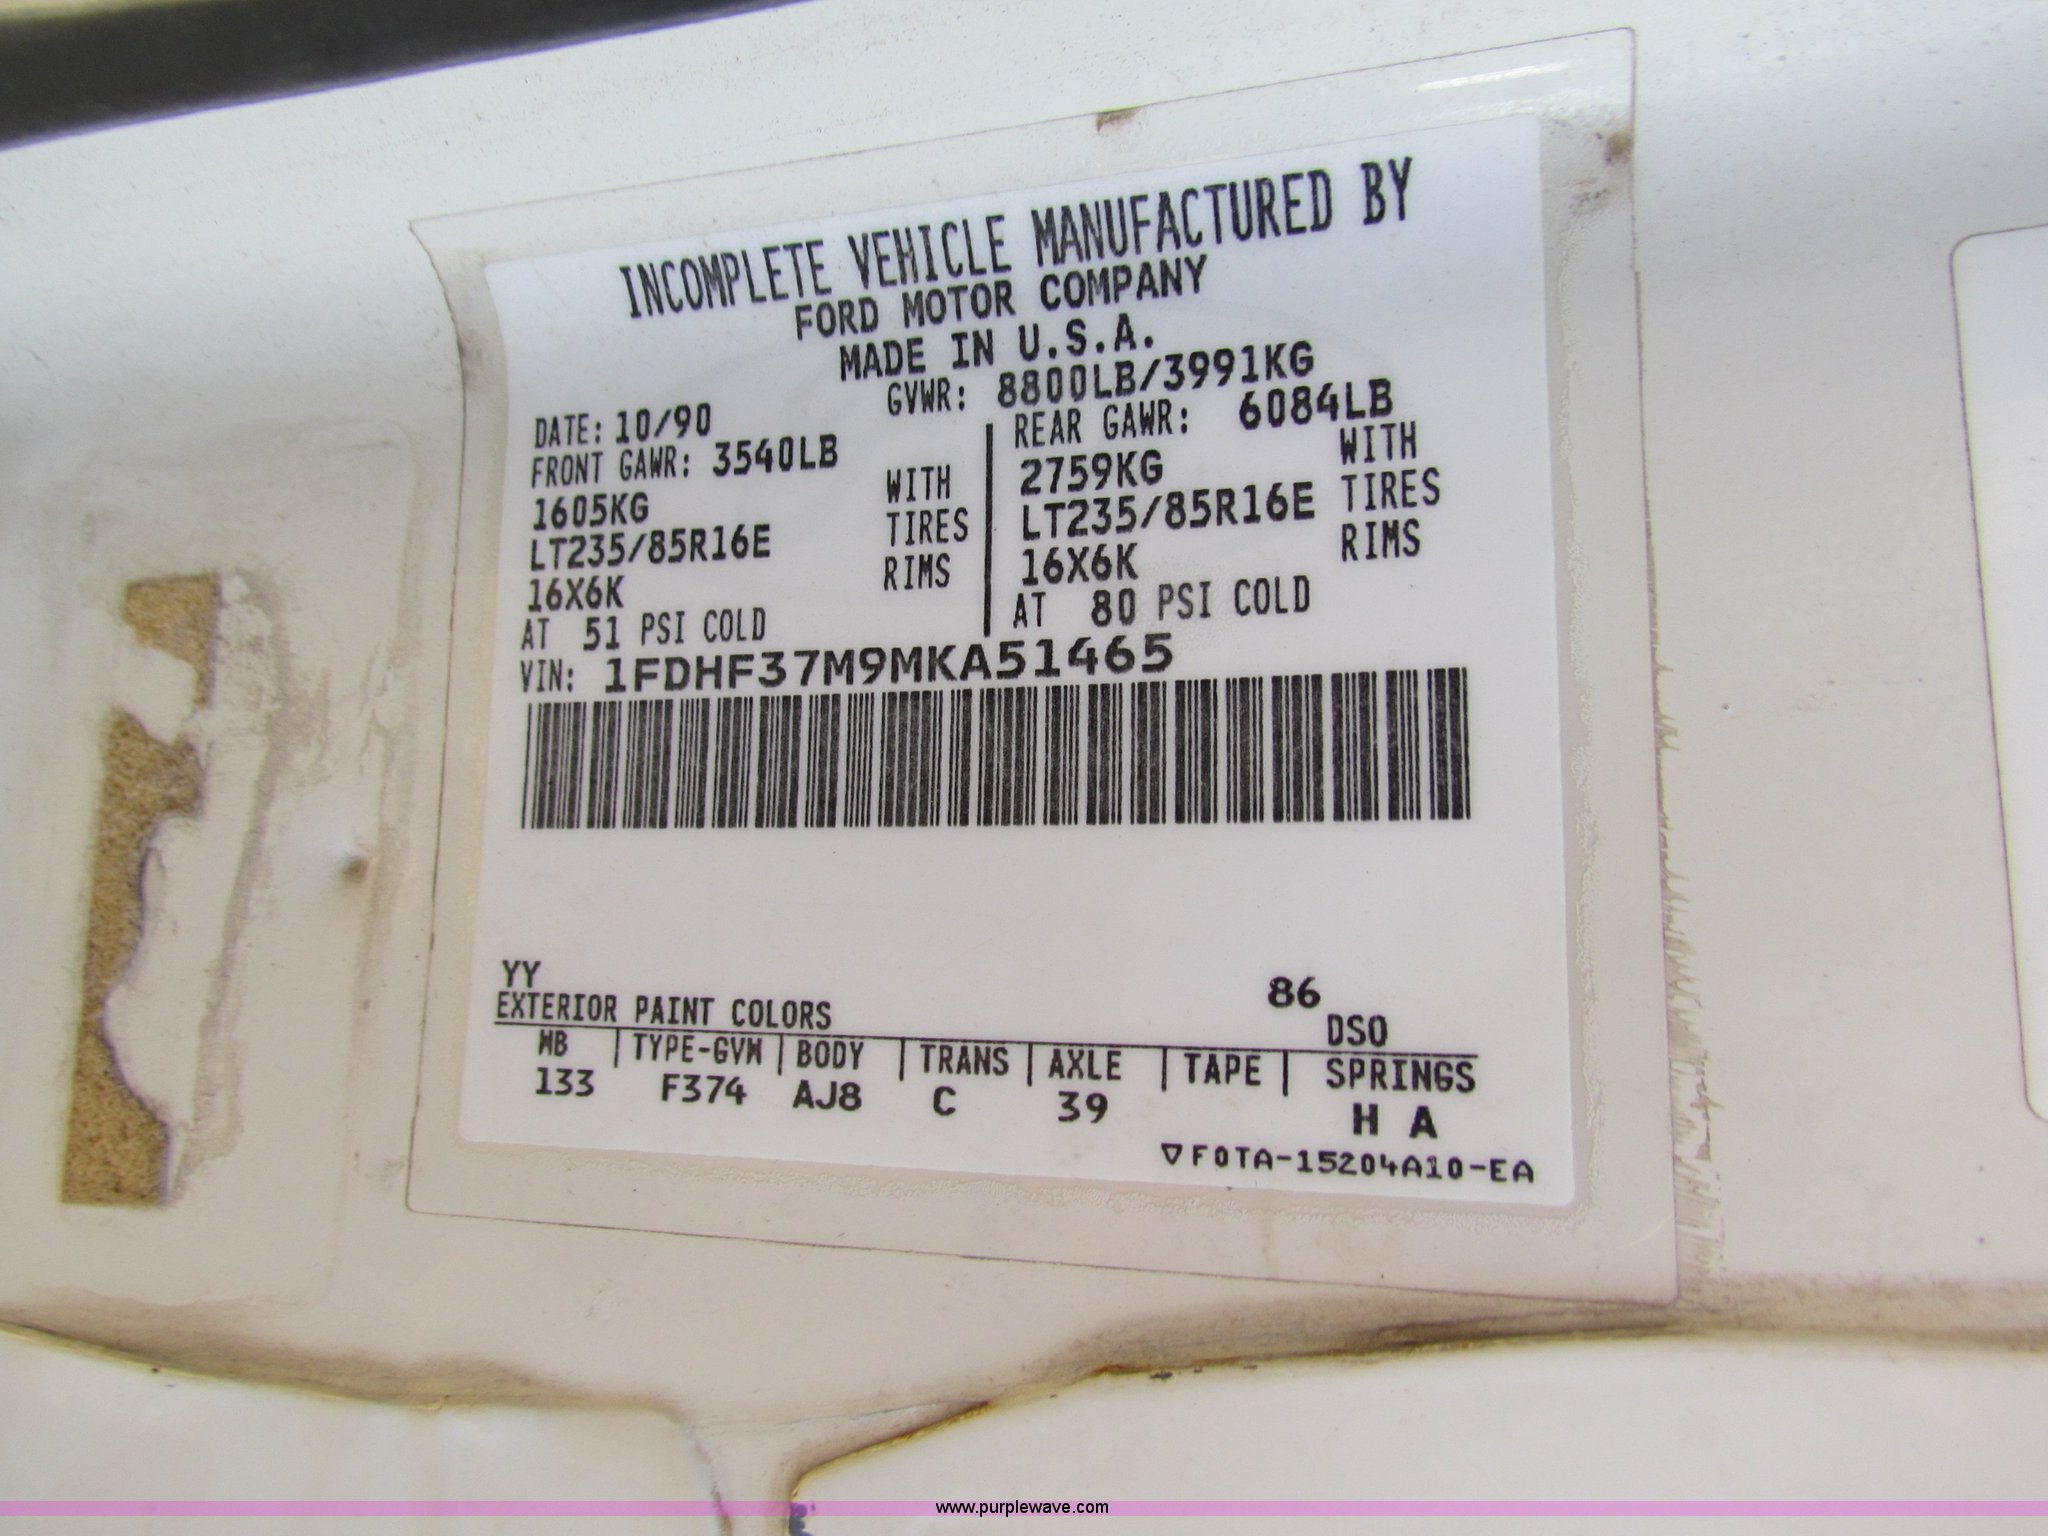 INCOMPLETE VEHICLE MANUFACTURED BY
FORD MOTOR COMPANY
MADE IN U.S.A.
DATE: 10/90 GVWR: 8800LB/3991KG
FRONT GAWR: 3540LB
1605KG WITH
LT235/85R16E TIRES
16X6K RIMS
AT 51 PSI COLD
REAR GAWR: 6084LB
2759KG WITH
LT235/85R16E TIRES
16X6K RIMS
AT 80 PSI COLD
VIN: 1FDHF37M9MKA51465
YY 86
EXTERIOR PAINT COLORS DSO
WB | TYPE-GVW | BODY | TRANS | AXLE | TAPE | SPRINGS
133 F374 AJ8 C 39 H A
▽F0TA-15204A10-EA
www.purplewave.com